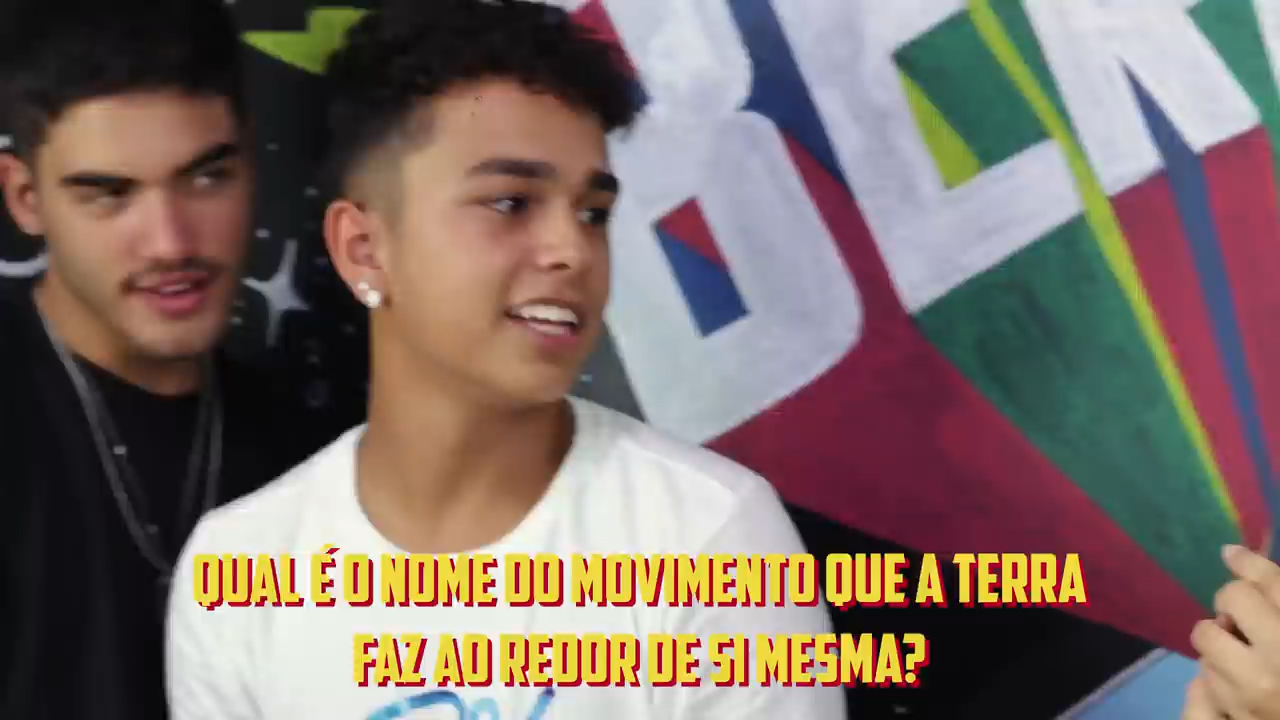 QUAL É O NOME DO MOVIMENTO QUE A TERRA
FAZ AO REDOR DE SI MESMA?